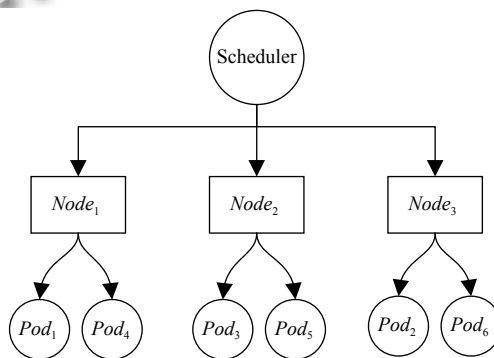 Scheduler
Node₁ Node₂ Node₃
Pod₁ Pod₄ Pod₃ Pod₅ Pod₂ Pod₆